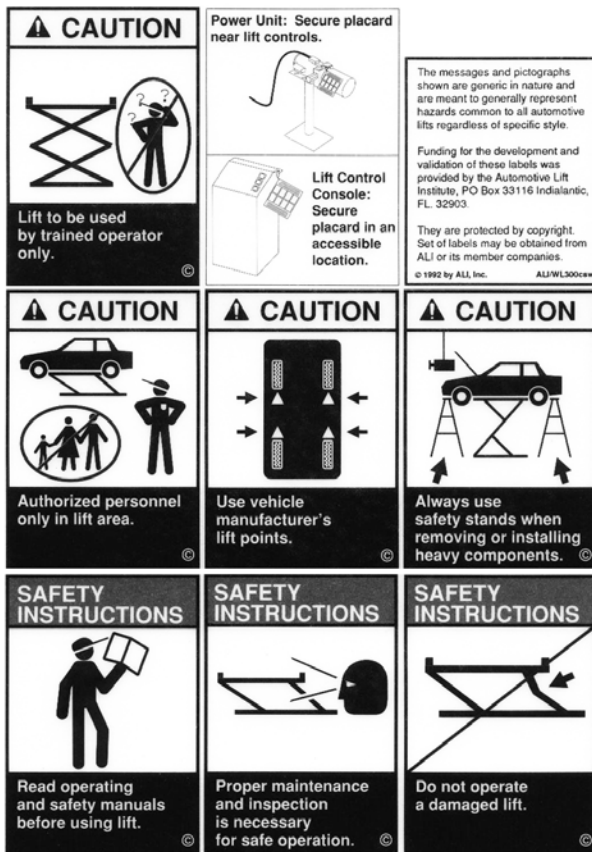 CAUTION
Lift to be used
by trained operator
only.
©
Power Unit: Secure placard
near lift controls.
Lift Control
Console:
Secure
placard in an
accessible
location.
The messages and pictographs
shown are generic in nature and
are meant to generally represent
hazards common to all automotive
lifts regardless of specific style.
Funding for the development and
validation of these labels was
provided by the Automotive Lift
Institute, PO Box 33116 Indialantic,
FL. 32903.
They are protected by copyright.
Set of labels may be obtained from
ALI or its member companies.
© 1992 by ALI, Inc. ALI/WL300csw
CAUTION
Authorized personnel
only in lift area.
©
CAUTION
Use vehicle
manufacturer's
lift points.
©
CAUTION
Always use
safety stands when
removing or installing
heavy components. ©
SAFETY
INSTRUCTIONS
Read operating
and safety manuals
before using lift.
©
SAFETY
INSTRUCTIONS
Proper maintenance
and inspection
is necessary
for safe operation. ©
SAFETY
INSTRUCTIONS
Do not operate
a damaged lift.
©